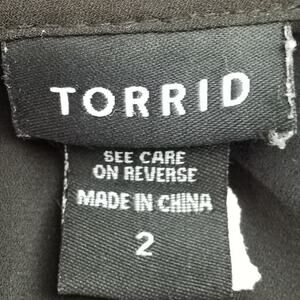 TORRID
SEE CARE
ON REVERSE
MADE IN CHINA
2